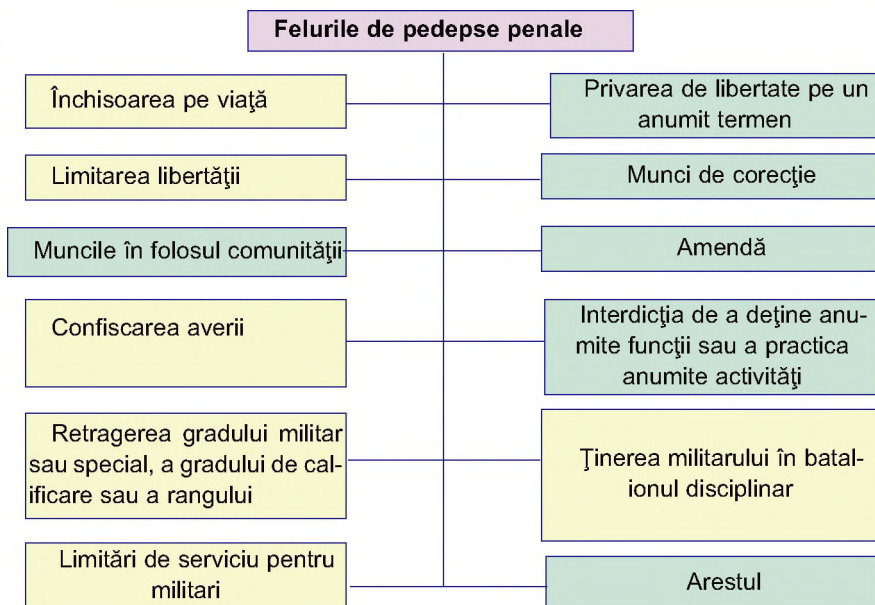 Felurile de pedepse penale
Închisoarea pe viaţă
Privarea de libertate pe un
anumit termen
Limitarea libertăţii
Munci de corecţie
Muncile în folosul comunităţii
Amendă
Confiscarea averii
Interdicţia de a deţine anu-
mite funcţii sau a practica
anumite activităţi
Retragerea gradului militar
sau special, a gradului de cal-
ificare sau a rangului
Ţinerea militarului în batal-
ionul disciplinar
Limitări de serviciu pentru
militari
Arestul